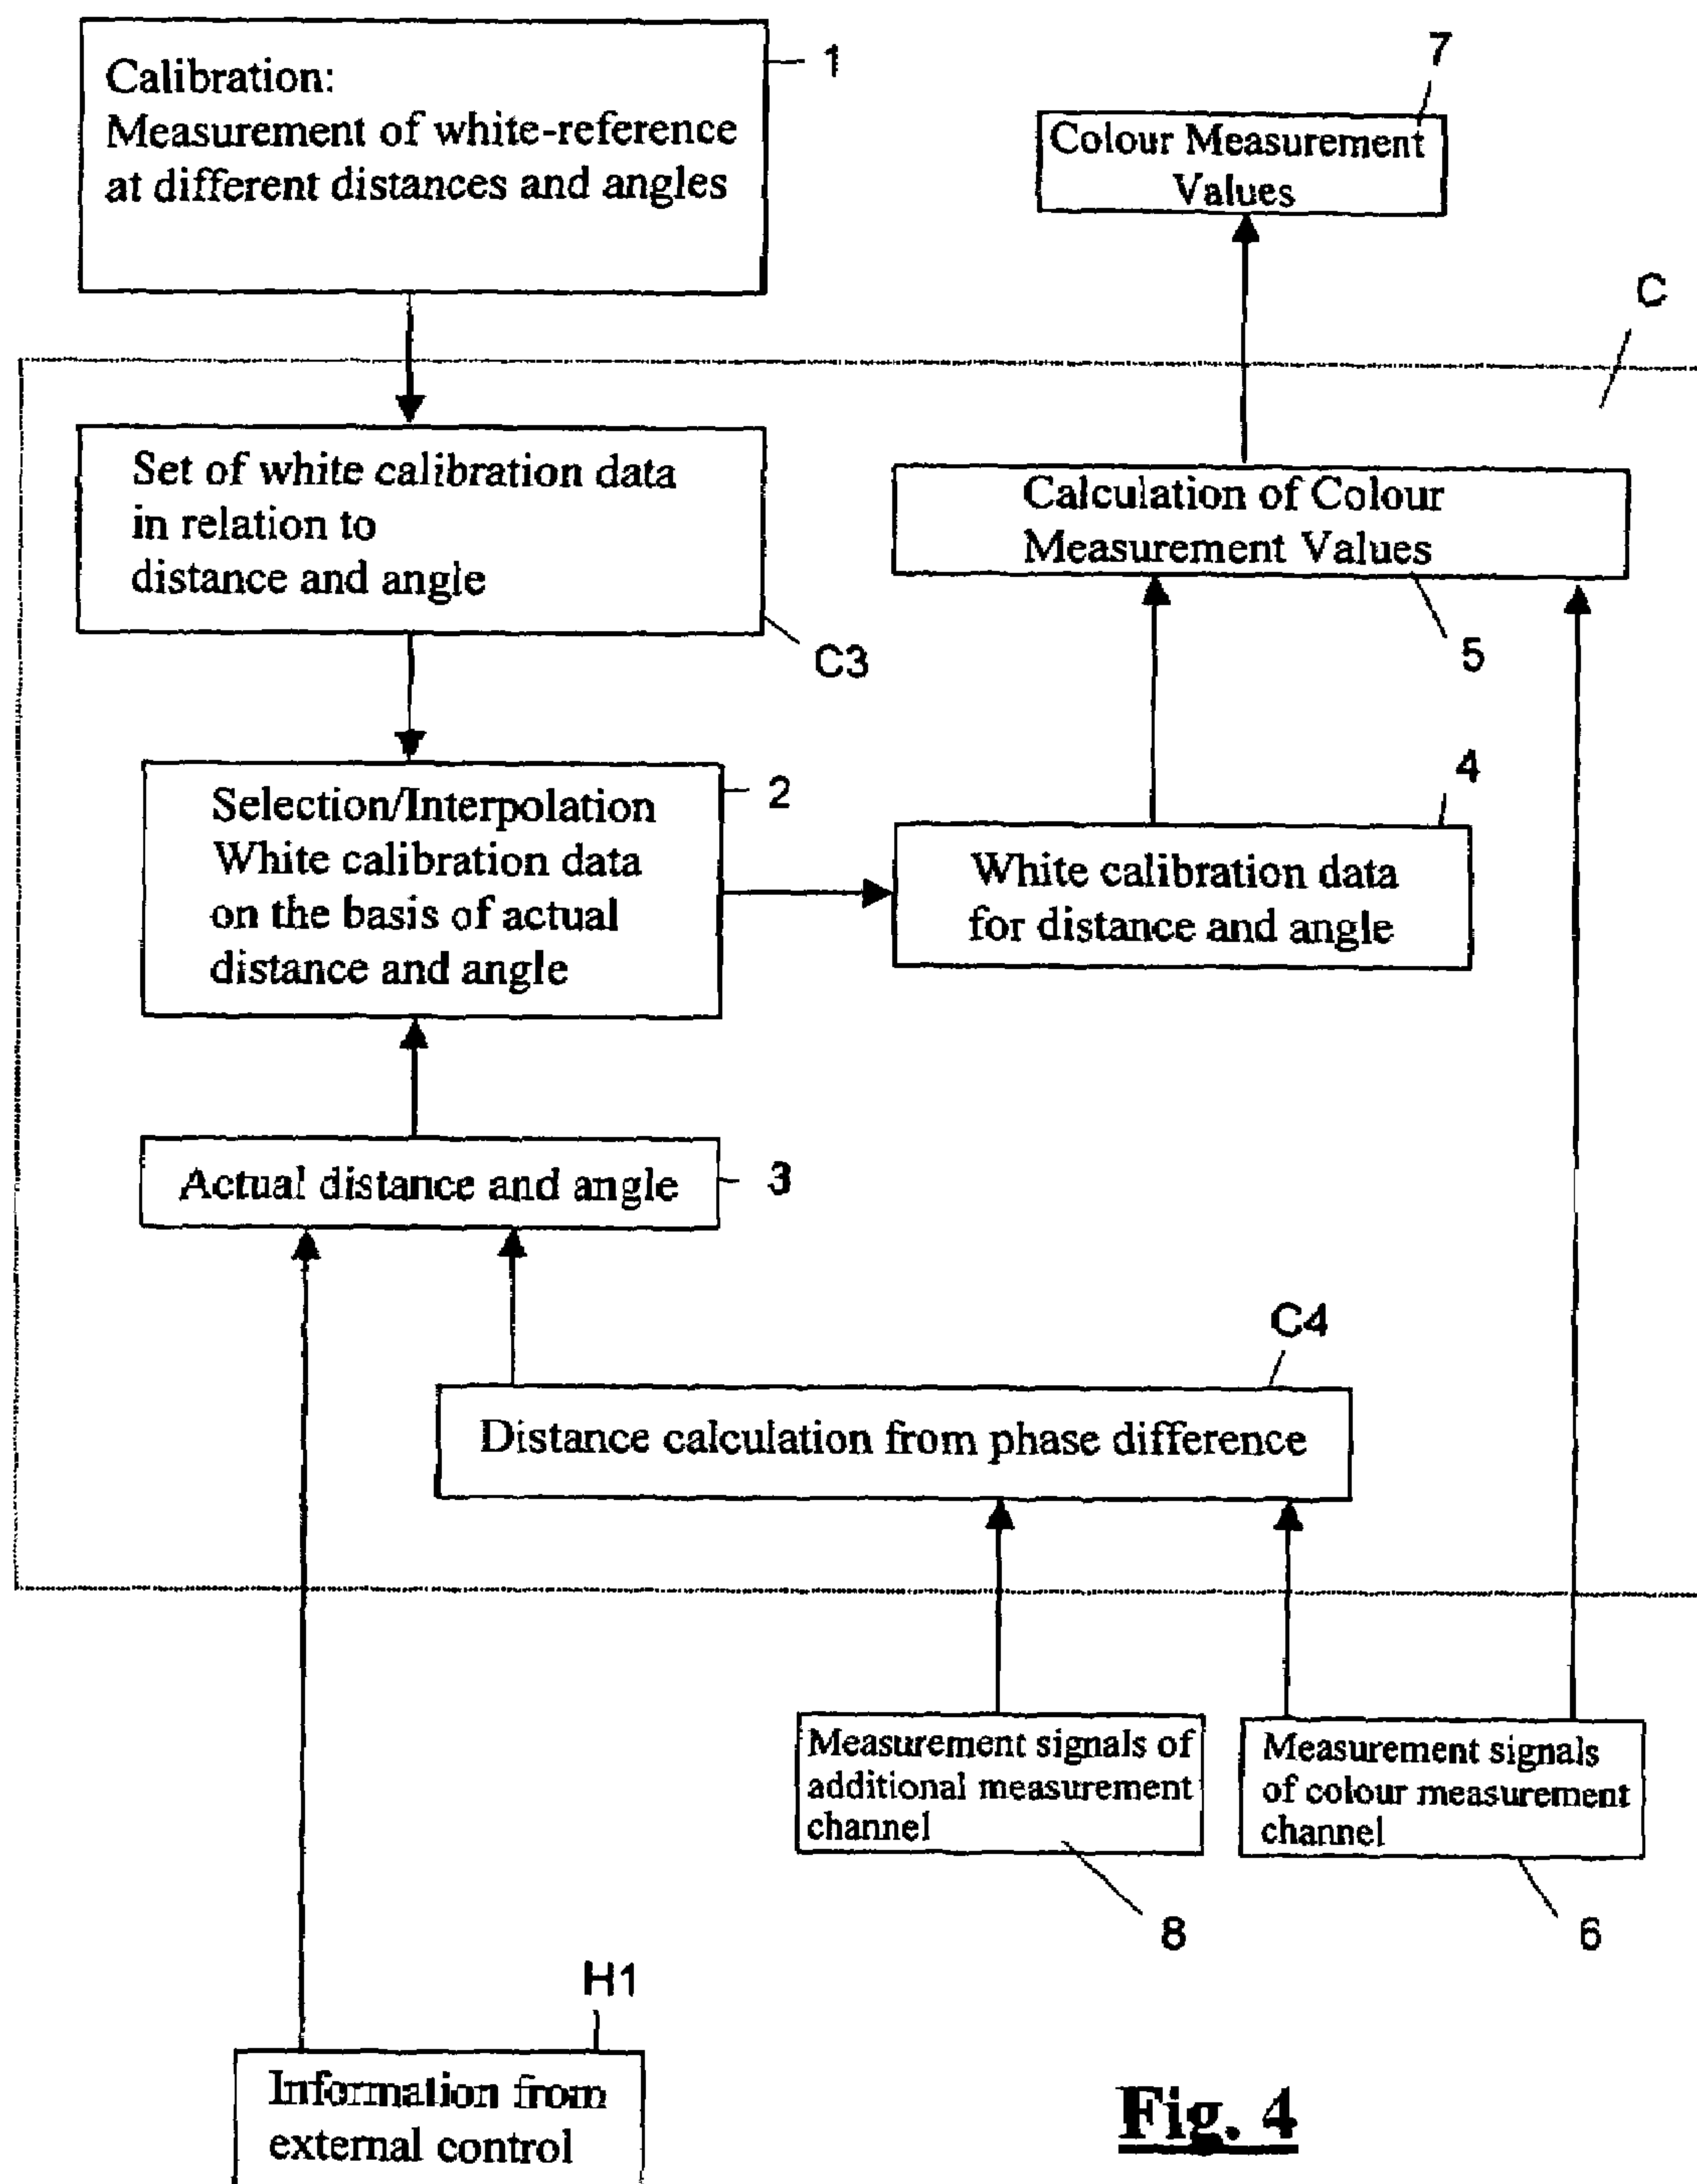 Calibration:
Measurement of white-reference
at different distances and angles
1
7
Colour Measurement
Values
C
Set of white calibration data
in relation to
distance and angle
C3
Calculation of Colour
Measurement Values
5
Selection/Interpolation
White calibration data
on the basis of actual
distance and angle
2
4
White calibration data
for distance and angle
Actual distance and angle
3
C4
Distance calculation from phase difference
Measurement signals of
additional measurement
channel
8
Measurement signals
of colour measurement
channel
6
H1
Information from
external control
Fig. 4